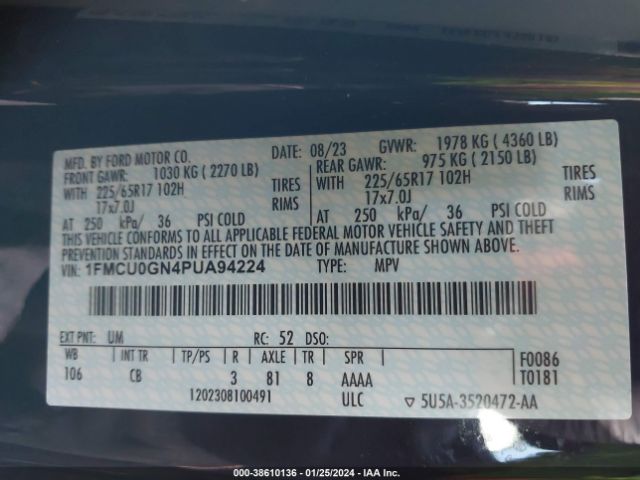 MFD. BY FORD MOTOR CO.
DATE: 08/23 GVWR: 1978 KG ( 4360 LB)
FRONT GAWR: 1030 KG ( 2270 LB) REAR GAWR: 975 KG ( 2150 LB)
WITH 225/65R17 102H TIRES WITH 225/65R17 102H TIRES
17x7.0J RIMS 17x7.0J RIMS
AT 250 kPa/ 36 PSI COLD AT 250 kPa/ 36 PSI COLD
THIS VEHICLE CONFORMS TO ALL APPLICABLE FEDERAL MOTOR VEHICLE SAFETY, BUMPER, AND THEFT
PREVENTION STANDARDS IN EFFECT ON THE DATE OF MANUFACTURE SHOWN ABOVE.
VIN: 1FMCU0GN4PUA94224 TYPE: MPV
EXT PNT: UM RC: 52 DSO:
WB INT TR TP/PS R AXLE TR SPR F0086
106 CB 3 81 8 AAAA T0181
1202308100491 ULC ▽ 5U5A-3520472-AA
000-38610136 - 01/25/2024 - IAA Inc.